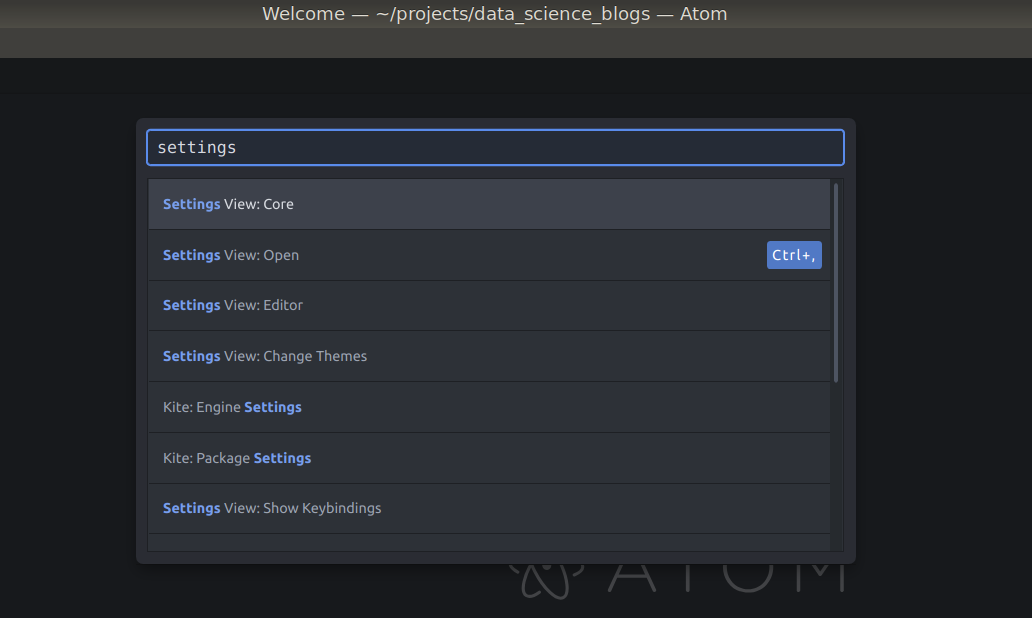 Welcome — ~/projects/data_science_blogs — Atom
settings
Settings View: Core
Settings View: Open Ctrl+,
Settings View: Editor
Settings View: Change Themes
Kite: Engine Settings
Kite: Package Settings
Settings View: Show Keybindings
ATOM